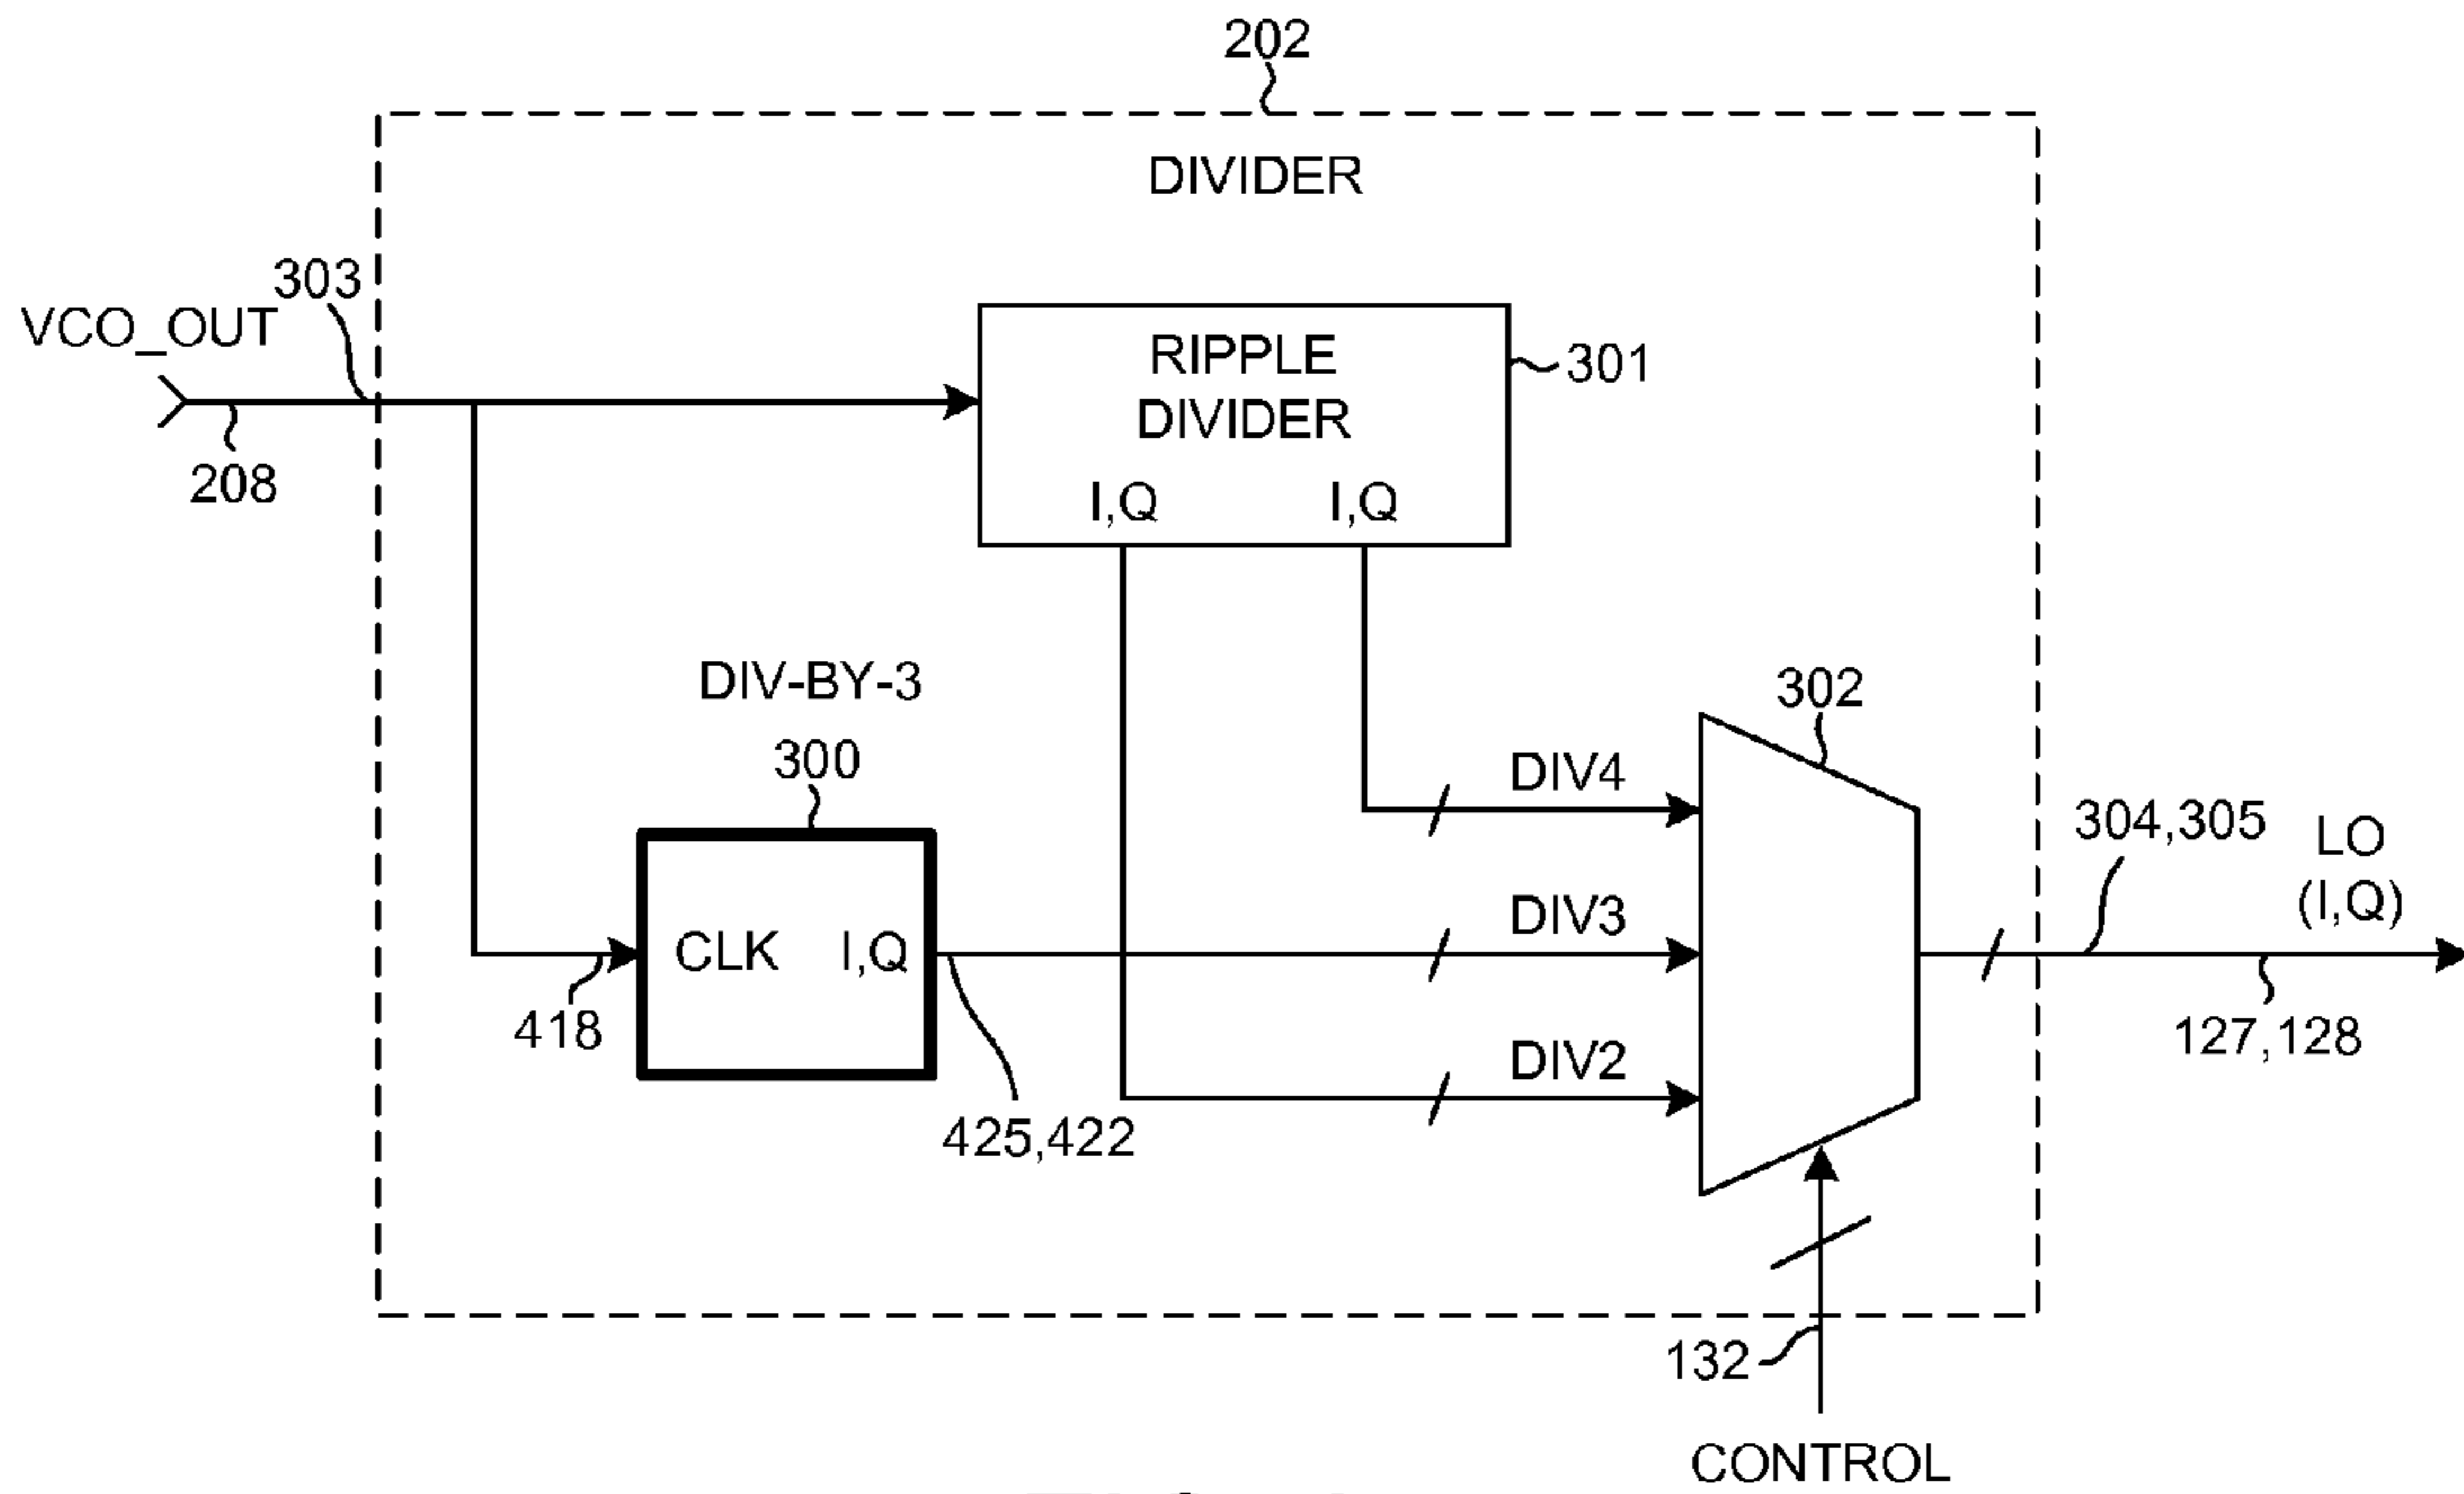 202
DIVIDER
303
VCO_OUT
208
RIPPLE
DIVIDER
I,Q I,Q
301
DIV-BY-3
300
CLK I,Q
418
425,422
DIV4
DIV3
DIV2
302
304,305
LO
(I,Q)
127,128
132
CONTROL